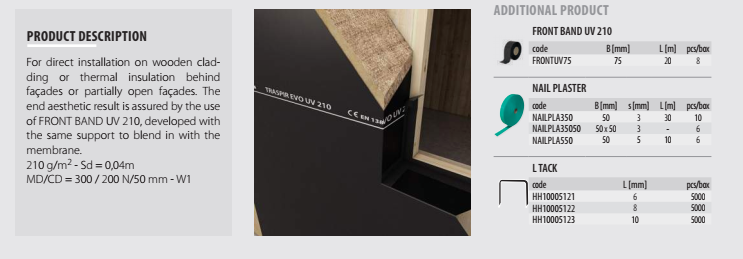 PRODUCT DESCRIPTION
For direct installation on wooden clad-
ding or thermal insulation behind
façades or partially open façades. The
end aesthetic result is assured by the use
of FRONT BAND UV 210, developed with
the same support to blend in with the
membrane.
210 g/m² - Sd = 0,04m
MD/CD = 300 / 200 N/50 mm - W1
TRASPIR EVO UV 210
CE EN 138
VO UV 2
ADDITIONAL PRODUCT
FRONT BAND UV 210
code B [mm] L [m] pcs/box
FRONTUV75 75 20 8
NAIL PLASTER
code B [mm] s [mm] L [m] pcs/box
NAILPLA350 50 3 30 10
NAILPLA35050 50 x 50 3 - 6
NAILPLA550 50 5 10 6
L TACK
code L [mm] pcs/box
HH10005121 6 5000
HH10005122 8 5000
HH10005123 10 5000